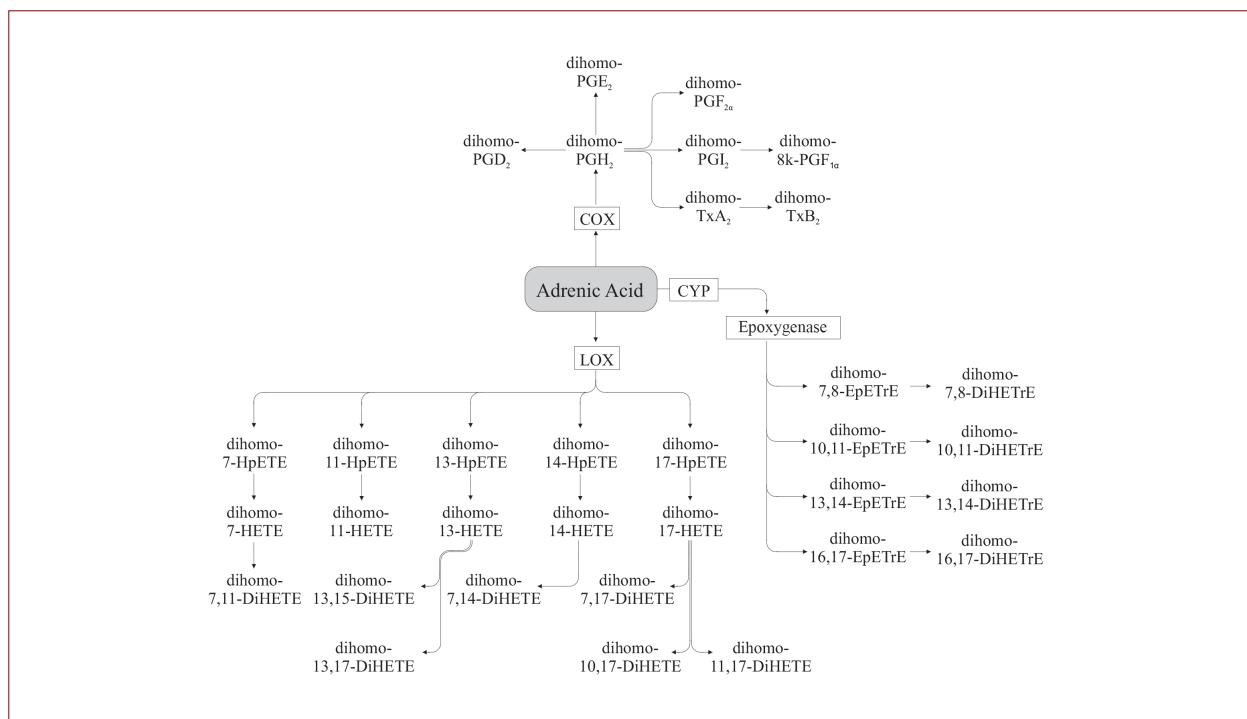 dihomo-
PGE₂
dihomo-
PGF₂α
dihomo-
PGD₂
dihomo-
PGH₂
dihomo-
PGI₂
dihomo-
8k-PGF₁α
dihomo-
TxA₂
dihomo-
TxB₂
COX
Adrenic Acid
CYP
Epoxygenase
LOX
dihomo-
7,8-EpETrE
dihomo-
7,8-DiHETrE
dihomo-
10,11-EpETrE
dihomo-
10,11-DiHETrE
dihomo-
13,14-EpETrE
dihomo-
13,14-DiHETrE
dihomo-
16,17-EpETrE
dihomo-
16,17-DiHETrE
dihomo-
7-HpETE
dihomo-
11-HpETE
dihomo-
13-HpETE
dihomo-
14-HpETE
dihomo-
17-HpETE
dihomo-
7-HETE
dihomo-
11-HETE
dihomo-
13-HETE
dihomo-
14-HETE
dihomo-
17-HETE
dihomo-
7,11-DiHETE
dihomo-
13,15-DiHETE
dihomo-
7,14-DiHETE
dihomo-
7,17-DiHETE
dihomo-
13,17-DiHETE
dihomo-
10,17-DiHETE
dihomo-
11,17-DiHETE